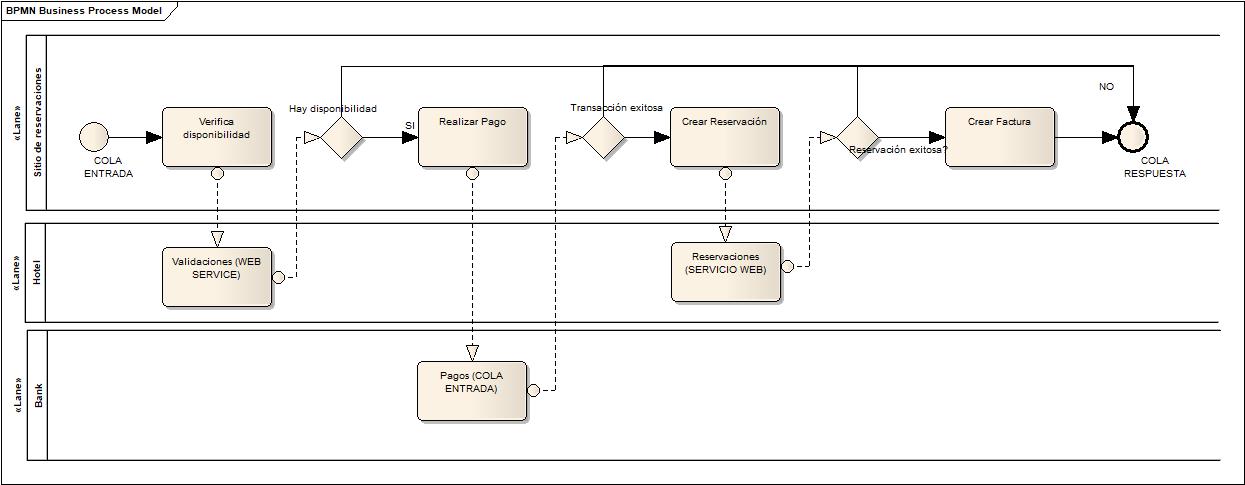 BPMN Business Process Model
«Lane»
Sitio de reservaciones
COLA
ENTRADA
Verifica
disponibilidad
Hay disponibilidad
SI
Realizar Pago
Transacción exitosa
Crear Reservación
Reservación exitosa?
Crear Factura
NO
COLA
RESPUESTA
«Lane»
Hotel
Validaciones (WEB
SERVICE)
Reservaciones
(SERVICIO WEB)
«Lane»
Bank
Pagos (COLA
ENTRADA)